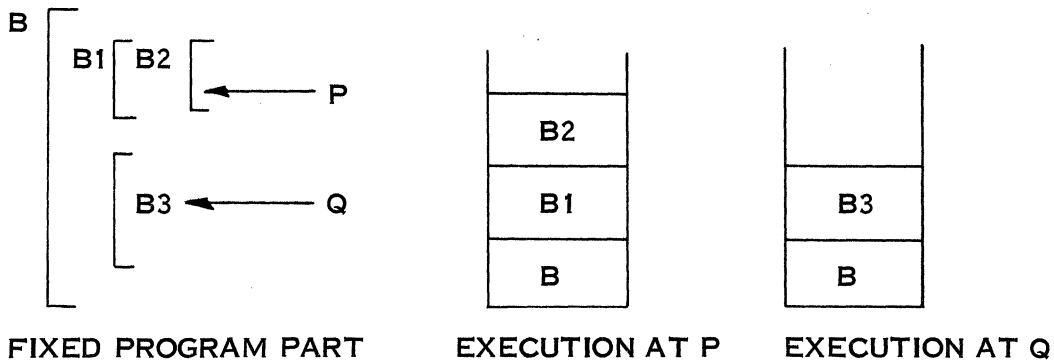 B
B1 B2
P
B3 Q
B2
B1
B
B3
B
FIXED PROGRAM PART
EXECUTION AT P
EXECUTION AT Q